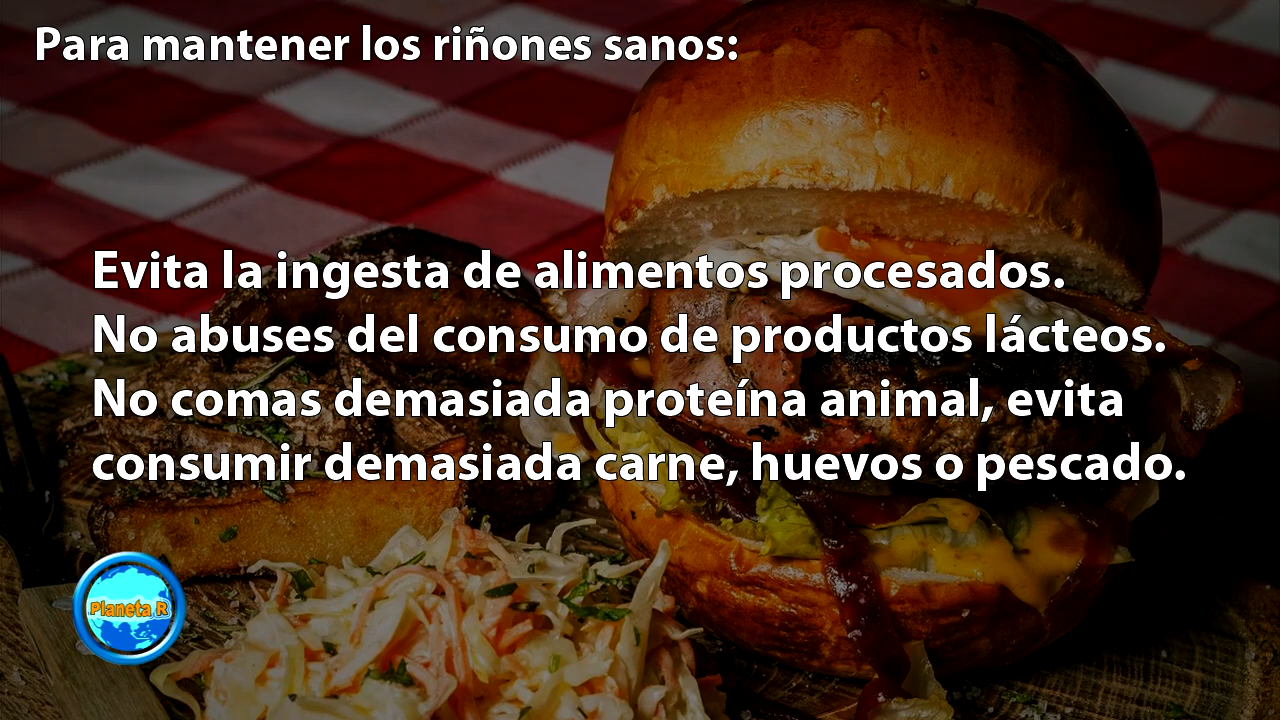 Para mantener los riñones sanos:
Evita la ingesta de alimentos procesados.
No abuses del consumo de productos lácteos.
No comas demasiada proteína animal, evita
consumir demasiada carne, huevos o pescado.
Planeta R